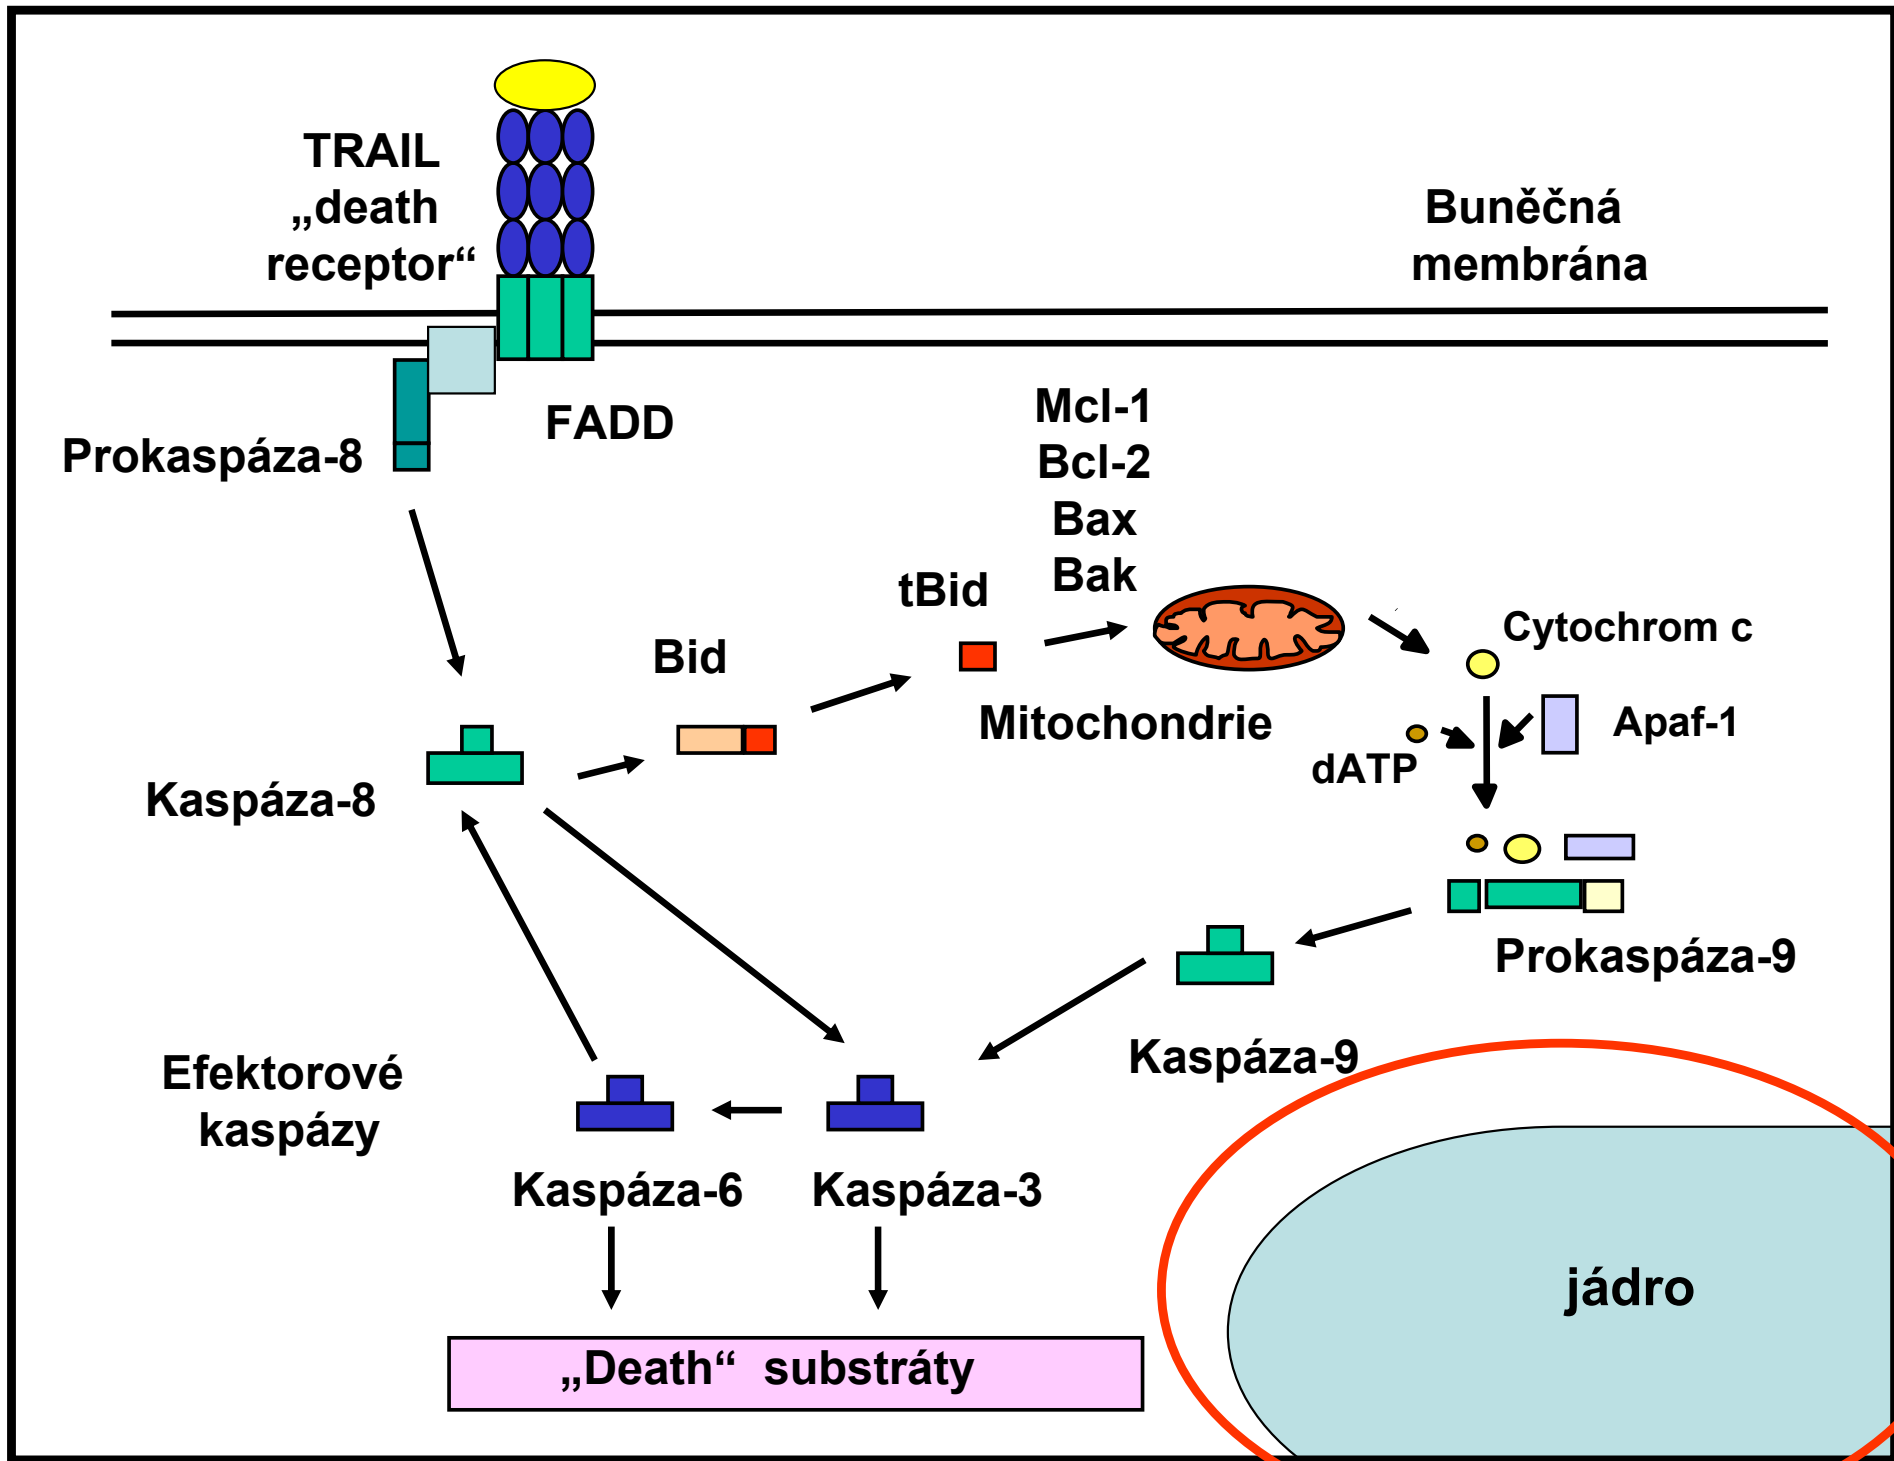 TRAIL
„death
receptor“
Buněčná
membrána
FADD
Prokaspáza-8
Mcl-1
Bcl-2
Bax
Bak
tBid
Bid
Cytochrom c
Mitochondrie
Apaf-1
dATP
Kaspáza-8
Prokaspáza-9
Kaspáza-9
Efektorové
kaspázy
Kaspáza-6
Kaspáza-3
jádro
„Death“ substráty